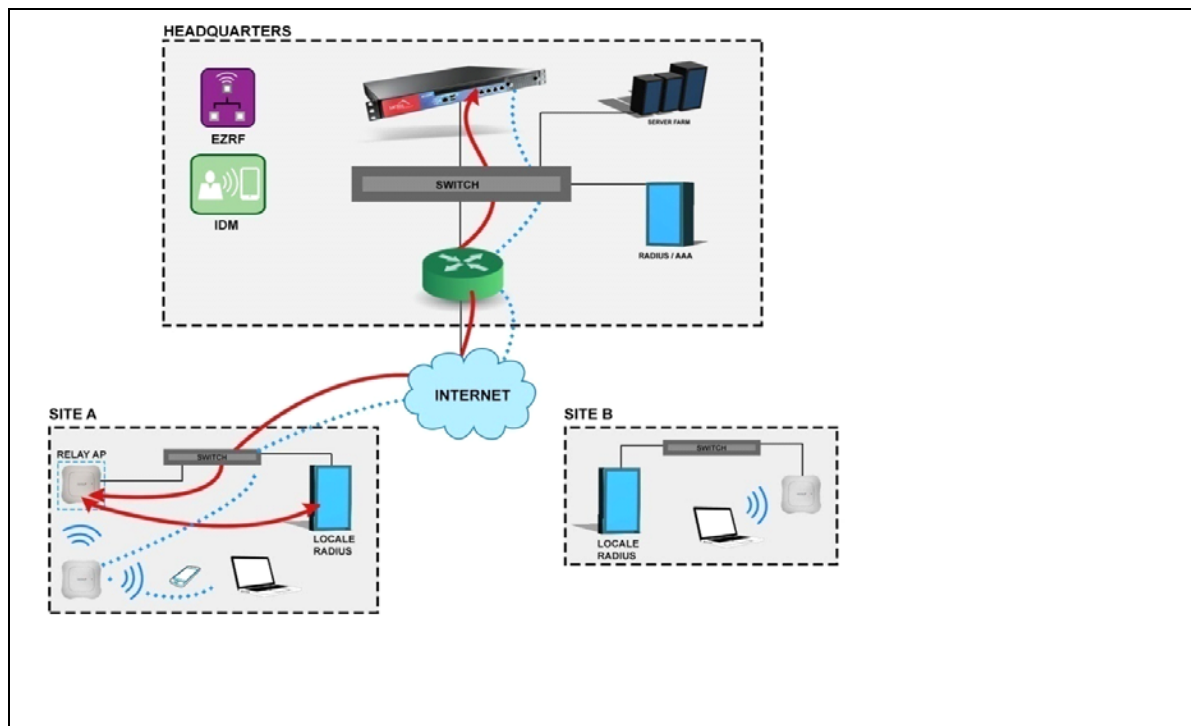 HEADQUARTERS
EZRF
IDM
SERVER FARM
SWITCH
RADIUS / AAA
INTERNET
SITE A
RELAY AP
SWITCH
LOCALE
RADIUS
SITE B
SWITCH
LOCALE
RADIUS